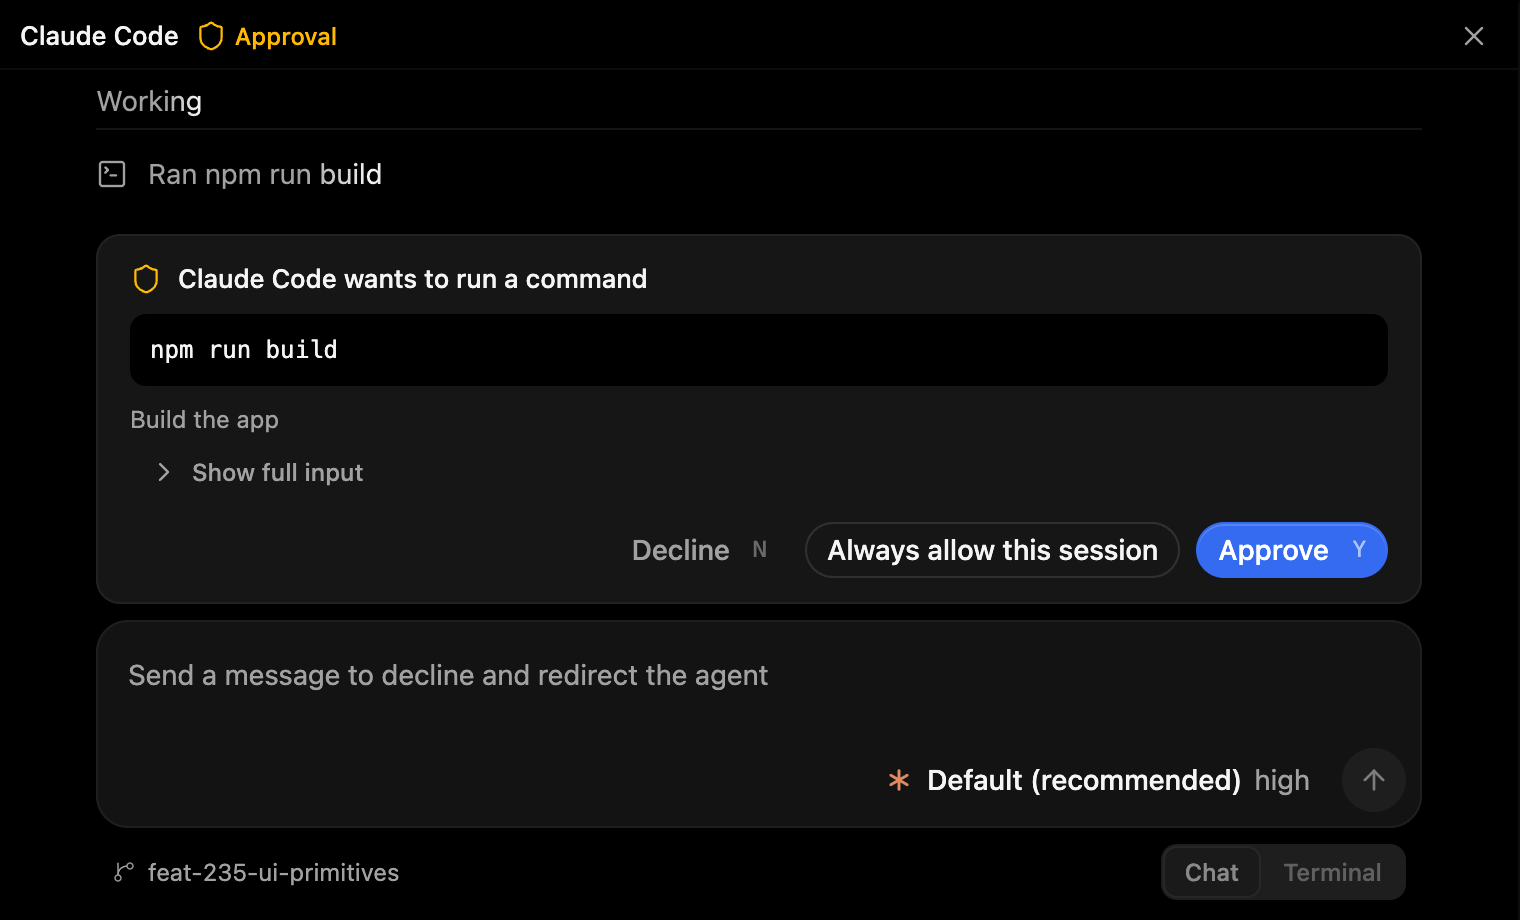 Claude Code Approval
Working
Ran npm run build
Claude Code wants to run a command
npm run build
Build the app
Show full input
Decline N Always allow this session Approve Y
Send a message to decline and redirect the agent
Default (recommended) high
feat-235-ui-primitives Chat Terminal